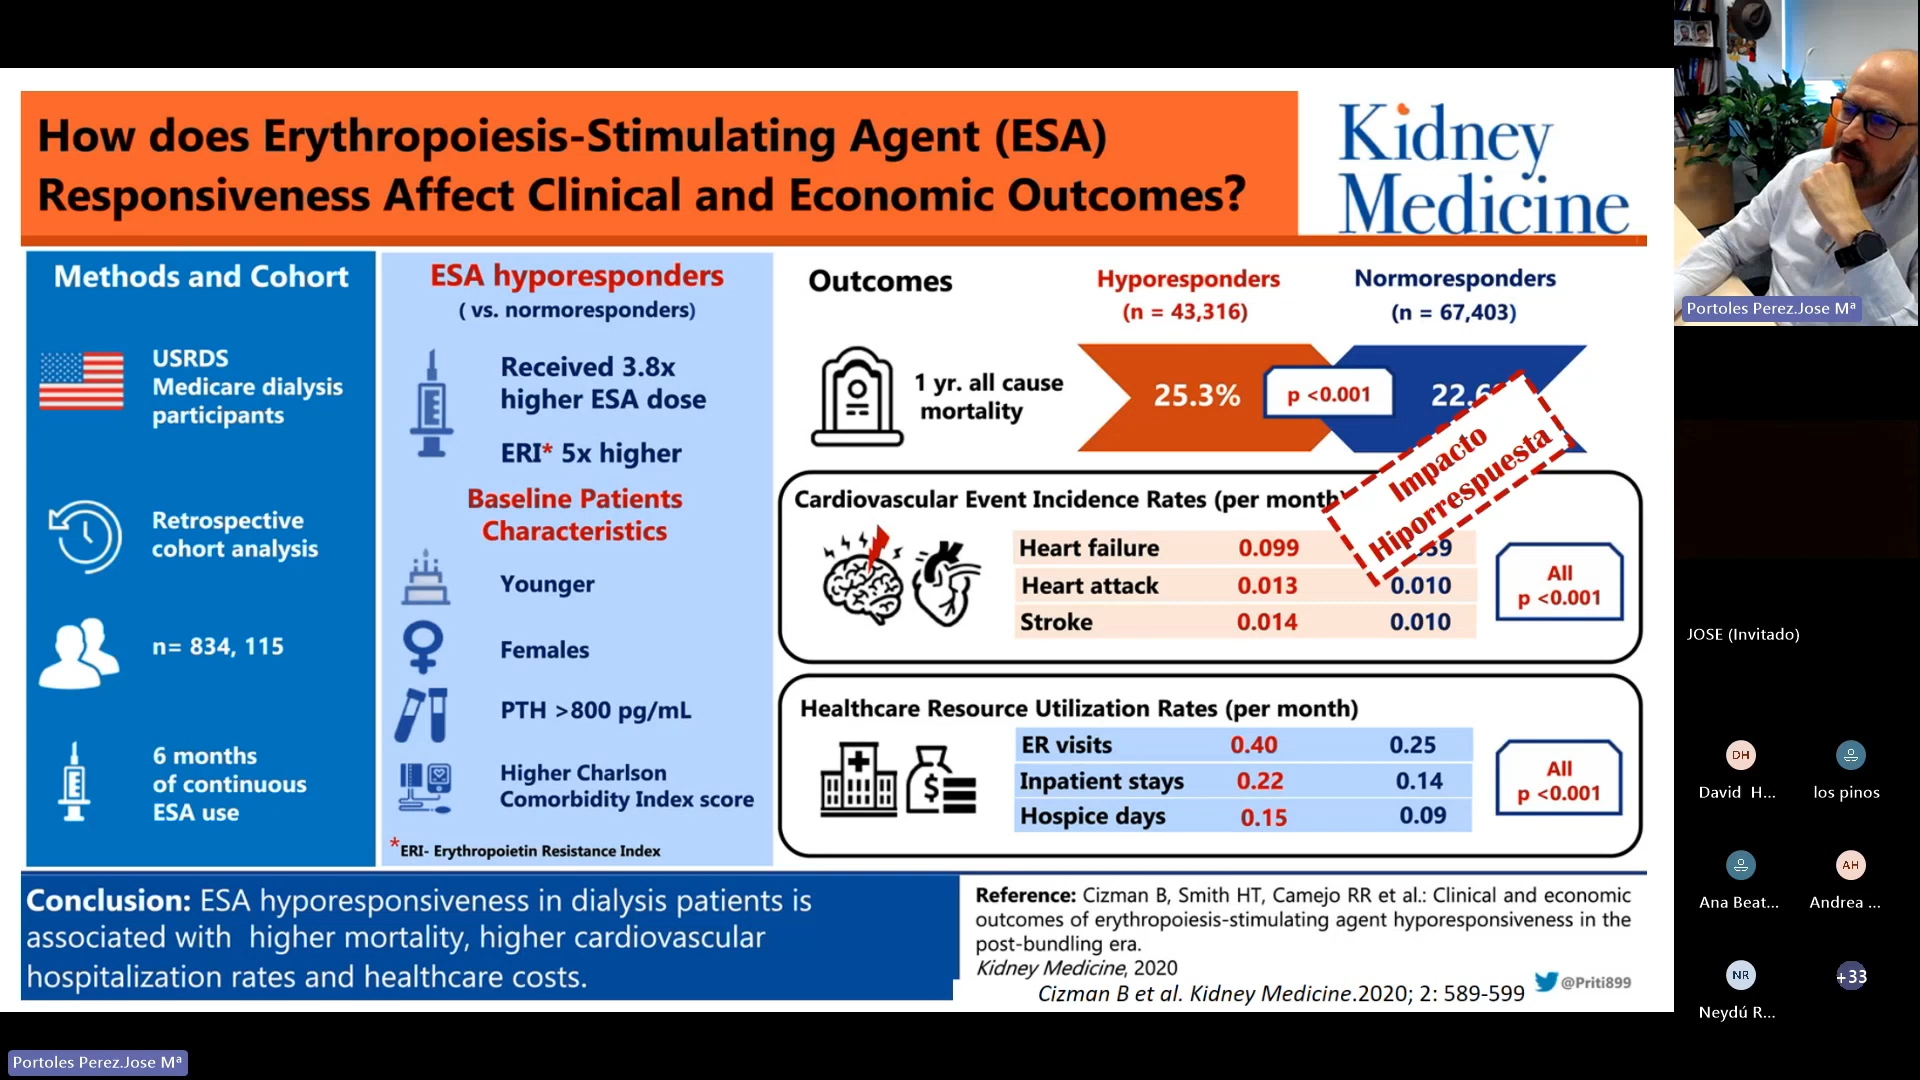 How does Erythropoiesis-Stimulating Agent (ESA)
Responsiveness Affect Clinical and Economic Outcomes?
Kidney
Medicine
Methods and Cohort
USRDS
Medicare dialysis
participants
Retrospective
cohort analysis
n= 834, 115
6 months
of continuous
ESA use
ESA hyporesponders
( vs. normoresponders)
Received 3.8x
higher ESA dose
ERI* 5x higher
Baseline Patients
Characteristics
Younger
Females
PTH >800 pg/mL
Higher Charlson
Comorbidity Index score
*ERI- Erythropoietin Resistance Index
Outcomes
Hyporesponders
(n = 43,316)
Normoresponders
(n = 67,403)
1 yr. all cause
mortality
25.3%
p <0.001
22.6
Impacto
Hiporrespuesta
Cardiovascular Event Incidence Rates (per month
Heart failure 0.099 59
Heart attack 0.013 0.010
Stroke 0.014 0.010
All
p <0.001
Healthcare Resource Utilization Rates (per month)
ER visits 0.40 0.25
Inpatient stays 0.22 0.14
Hospice days 0.15 0.09
All
p <0.001
Conclusion: ESA hyporesponsiveness in dialysis patients is
associated with higher mortality, higher cardiovascular
hospitalization rates and healthcare costs.
Reference: Cizman B, Smith HT, Camejo RR et al.: Clinical and economic
outcomes of erythropoiesis-stimulating agent hyporesponsiveness in the
post-bundling era.
Kidney Medicine, 2020
Cizman B et al. Kidney Medicine.2020; 2: 589-599
@Priti899
Portoles Perez.Jose Mª
JOSE (Invitado)
DH
David H...
los pinos
Ana Beat...
AH
Andrea ...
NR
Neydú R...
+33
Portoles Perez.Jose Mª